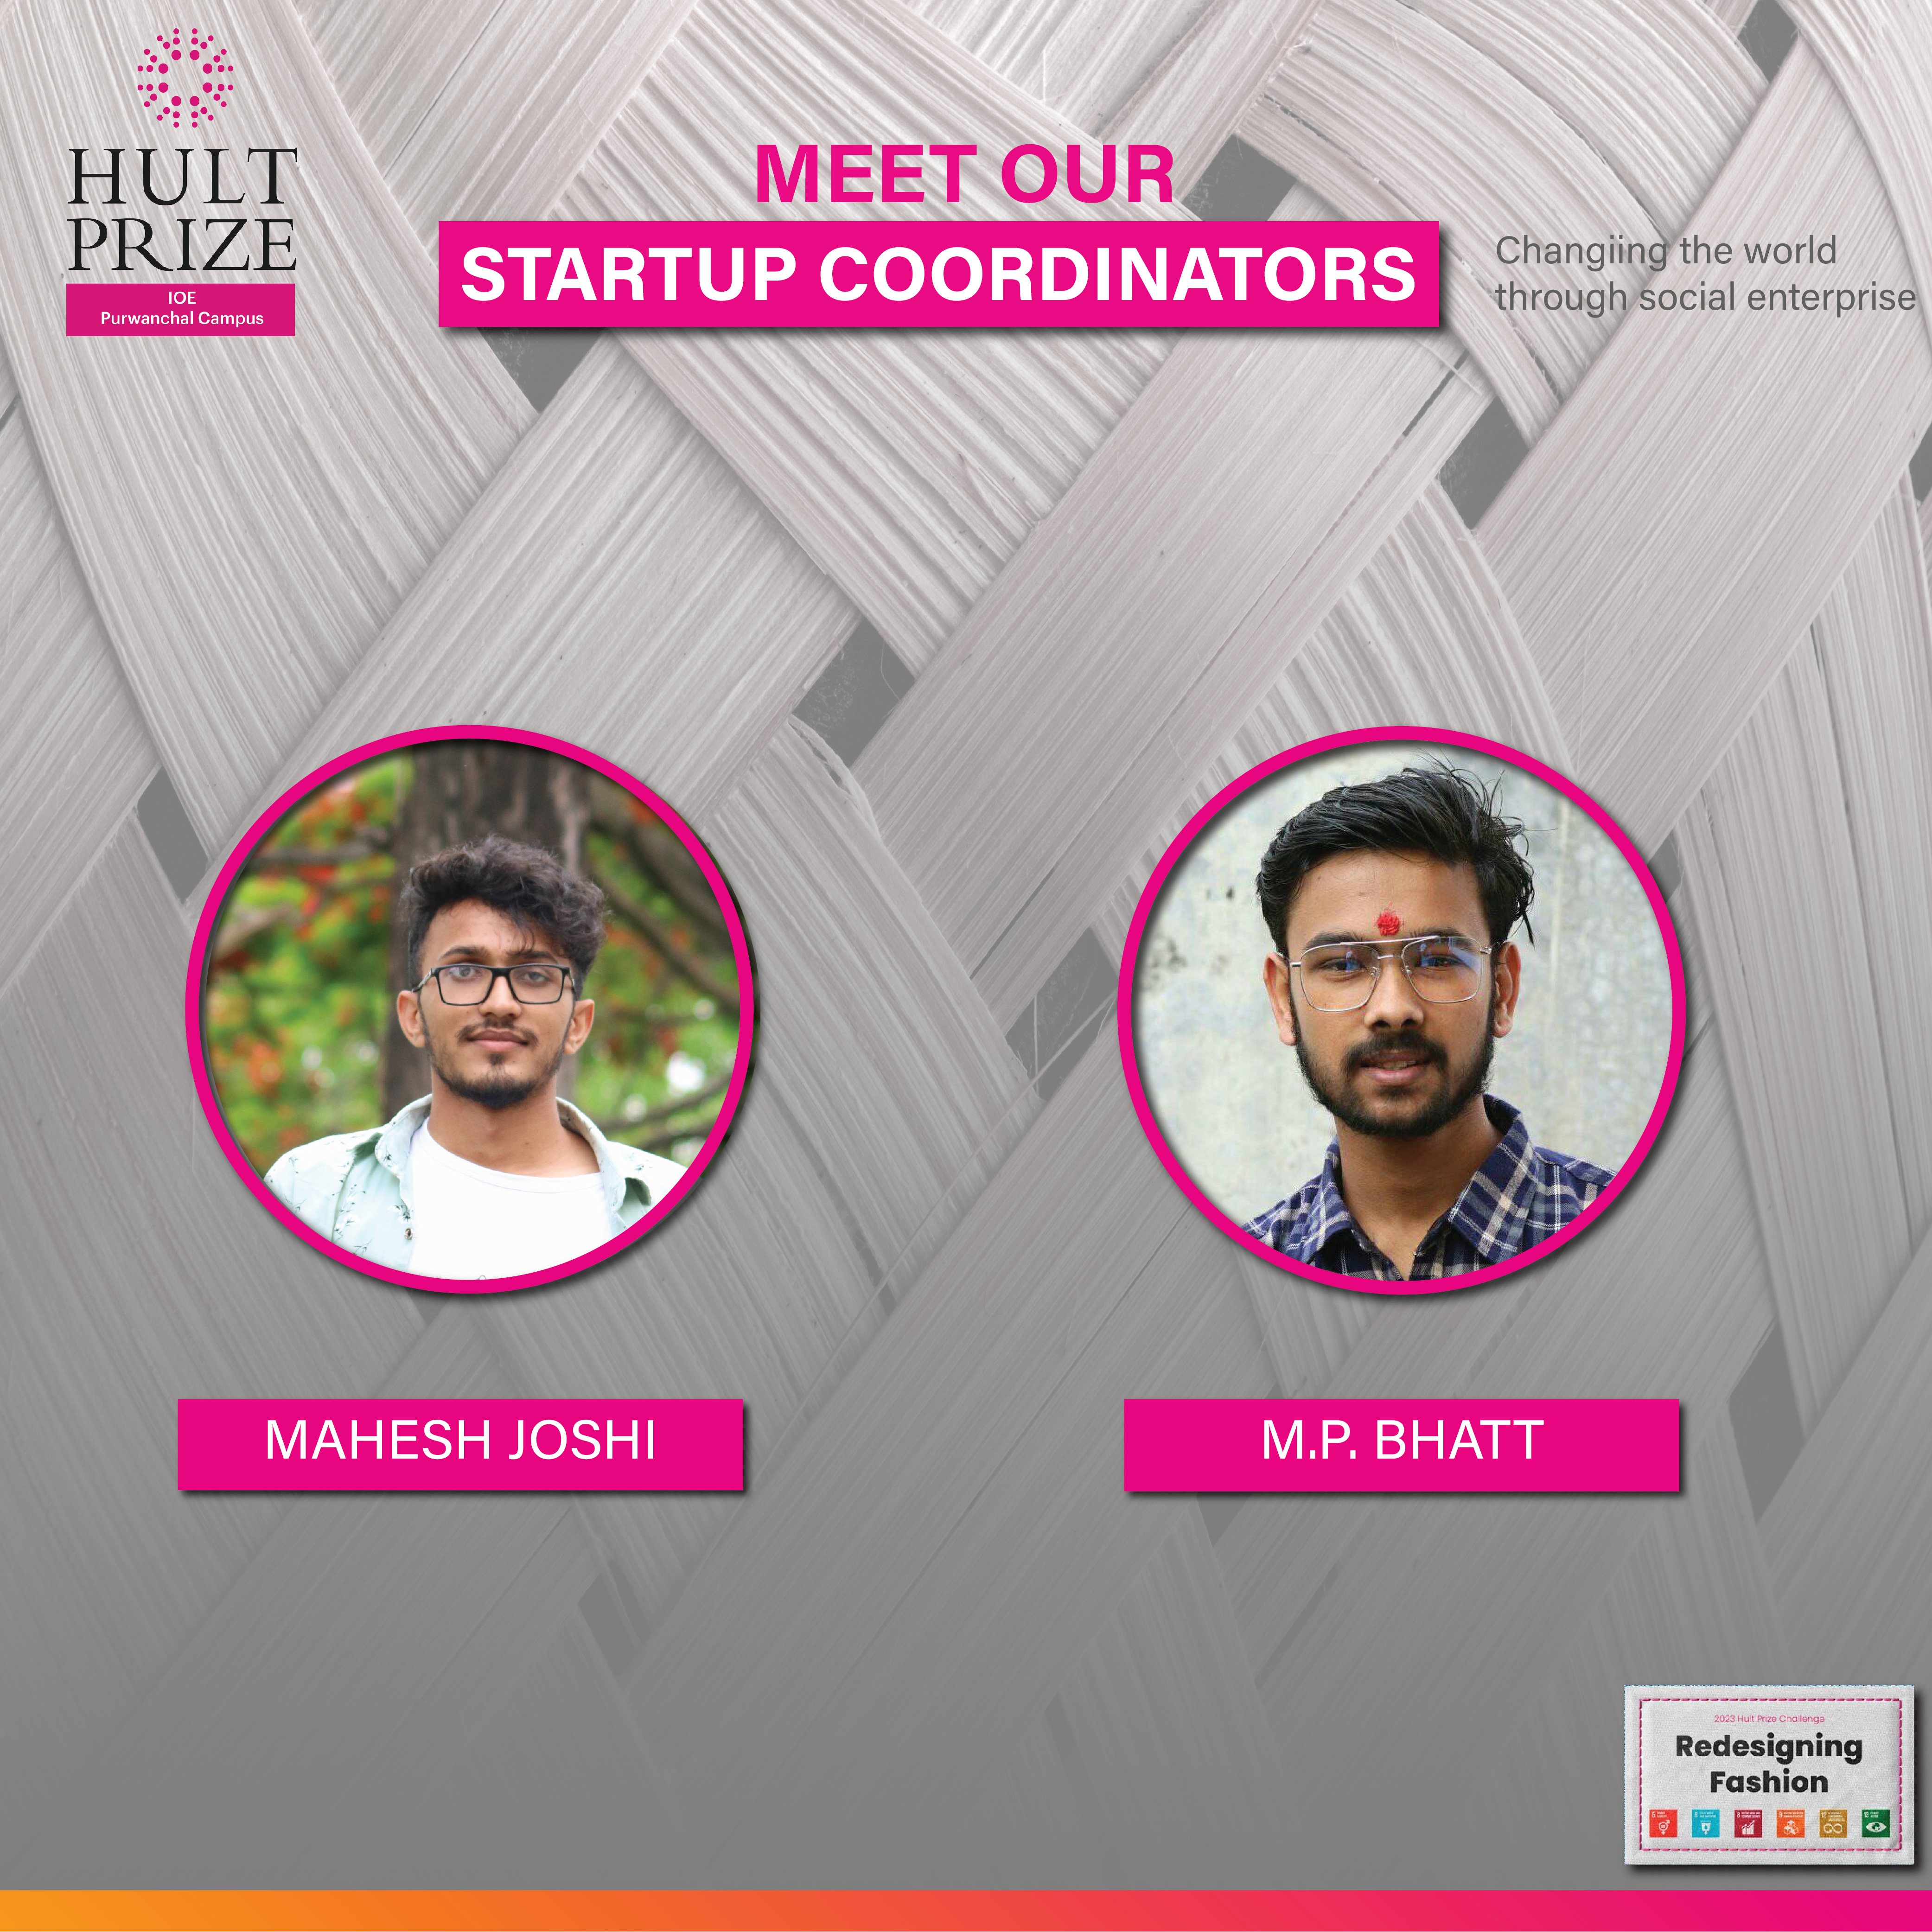 HULT
PRIZE
IOE
Purwanchal Campus
MEET OUR
STARTUP COORDINATORS
Changiing the world
through social enterprise
MAHESH JOSHI
M.P. BHATT
2023 Hult Prize Challenge
Redesigning
Fashion